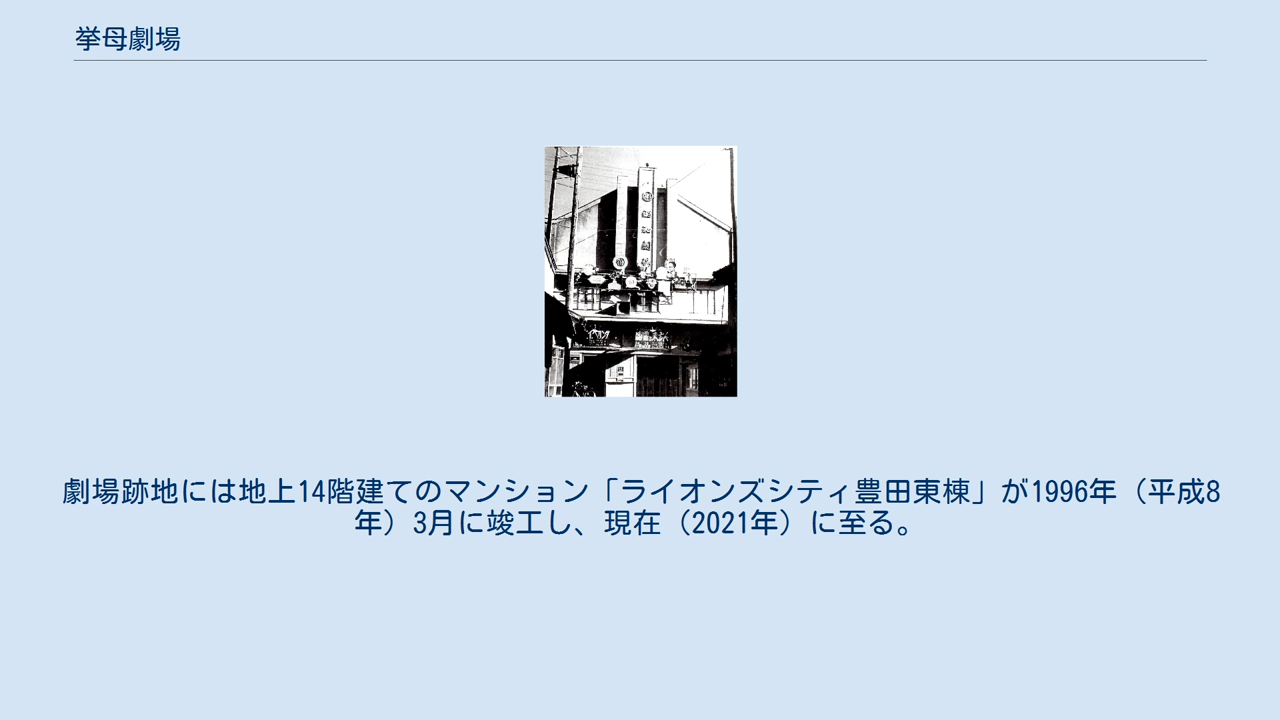 挙母劇場
劇場跡地には地上14階建てのマンション「ライオンズシティ豊田東棟」が1996年（平成8
年）3月に竣工し、現在（2021年）に至る。